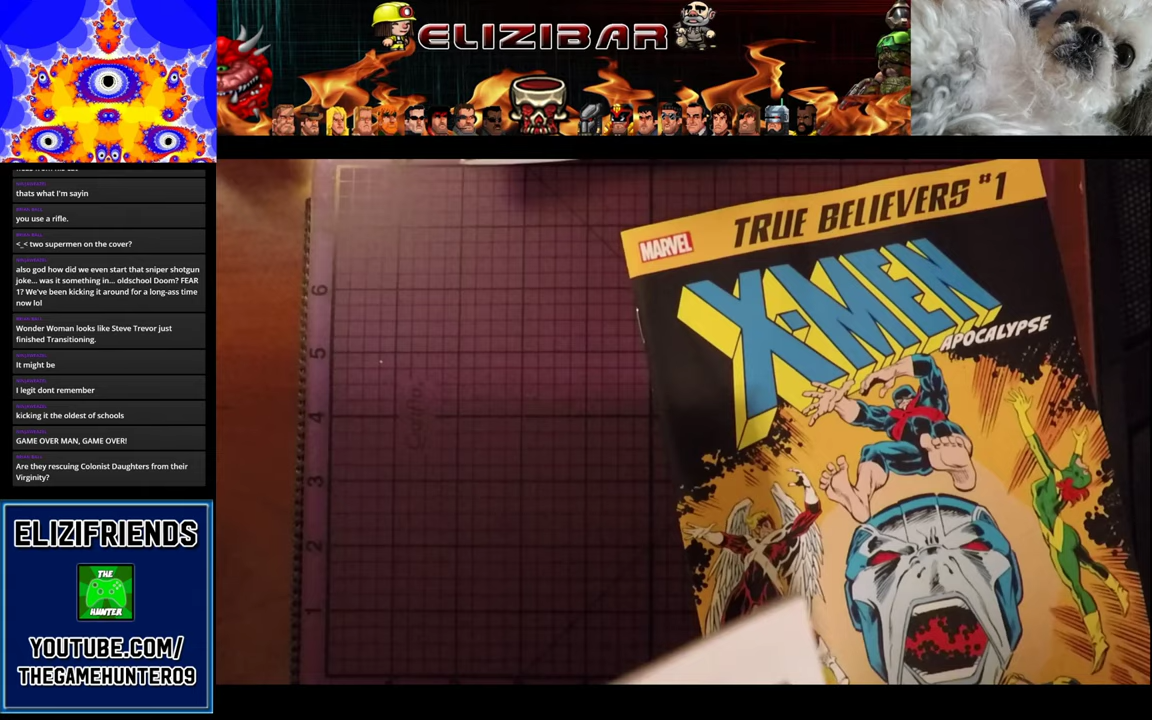 ELIZIBAR
thats what I'm sayin
you use a rifle.
<_< two supermen on the cover?
also god how did we even start that sniper shotgun
joke... was it something in... oldschool Doom? FEAR
1? We've been kicking it around for a long-ass time
now lol
Wonder Woman looks like Steve Trevor just
finished Transitioning.
It might be
I legit dont remember
kicking it the oldest of schools
GAME OVER MAN, GAME OVER!
Are they rescuing Colonist Daughters from their
Virginity?
ELIZIFRIENDS
THE
HUNTER
YOUTUBE.COM/
THEGAMEHUNTER09
MARVEL
TRUE BELIEVERS #1
X-MEN
APOCALYPSE
6
5
4
3
2
1